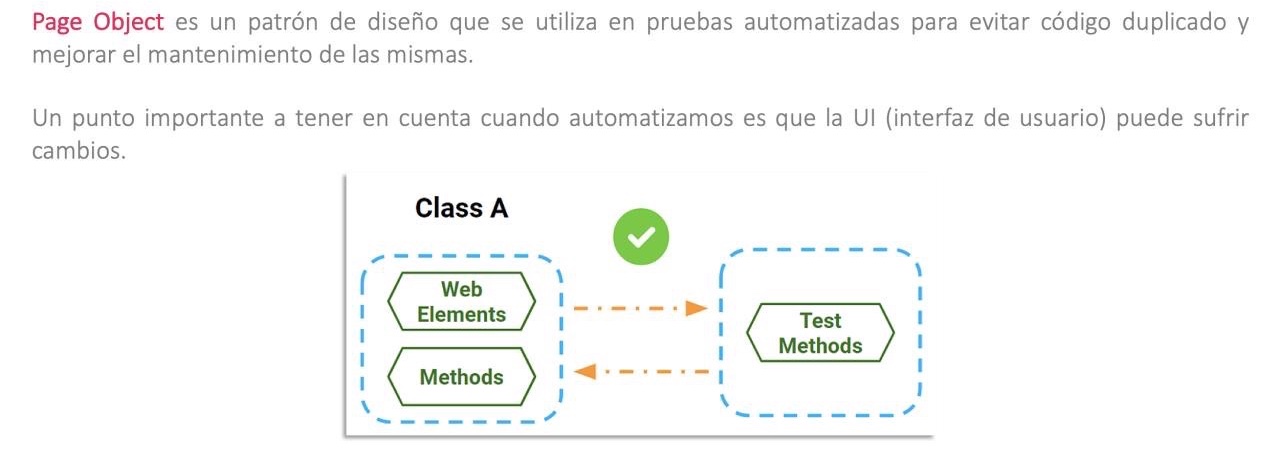 Page Object es un patrón de diseño que se utiliza en pruebas automatizadas para evitar código duplicado y
mejorar el mantenimiento de las mismas.
Un punto importante a tener en cuenta cuando automatizamos es que la UI (interfaz de usuario) puede sufrir
cambios.
Class A
Web
Elements
Methods
Test
Methods